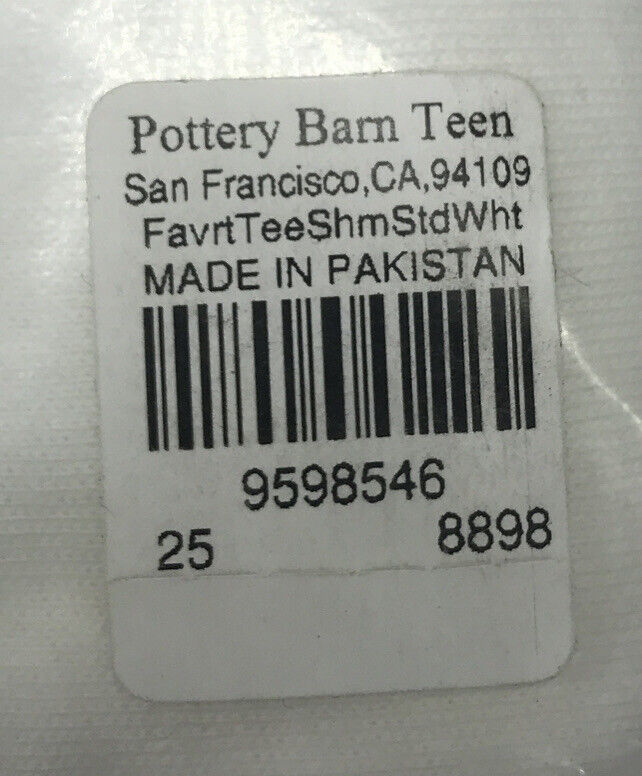 Pottery Barn Teen
San Francisco,CA,94109
FavrtTeeShmStdWht
MADE IN PAKISTAN
9598546
25 8898